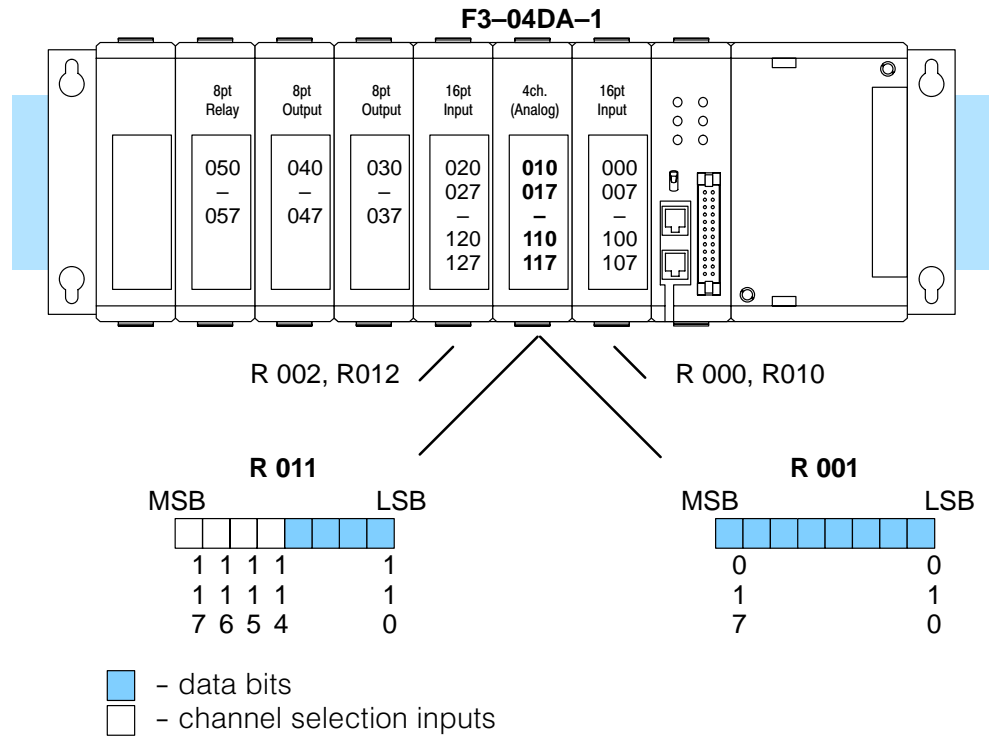 F3–04DA–1
8pt Relay
8pt Output
8pt Output
16pt Input
4ch. (Analog)
16pt Input
050 – 057
040 – 047
030 – 037
020 027 – 120 127
010 017 – 110 117
000 007 – 100 107
R 002, R012
R 000, R010
R 011
MSB LSB
1 1 1 1 1
1 1 1 1 1
7 6 5 4 0
R 001
MSB LSB
0 0
1 1
7 0
– data bits
– channel selection inputs